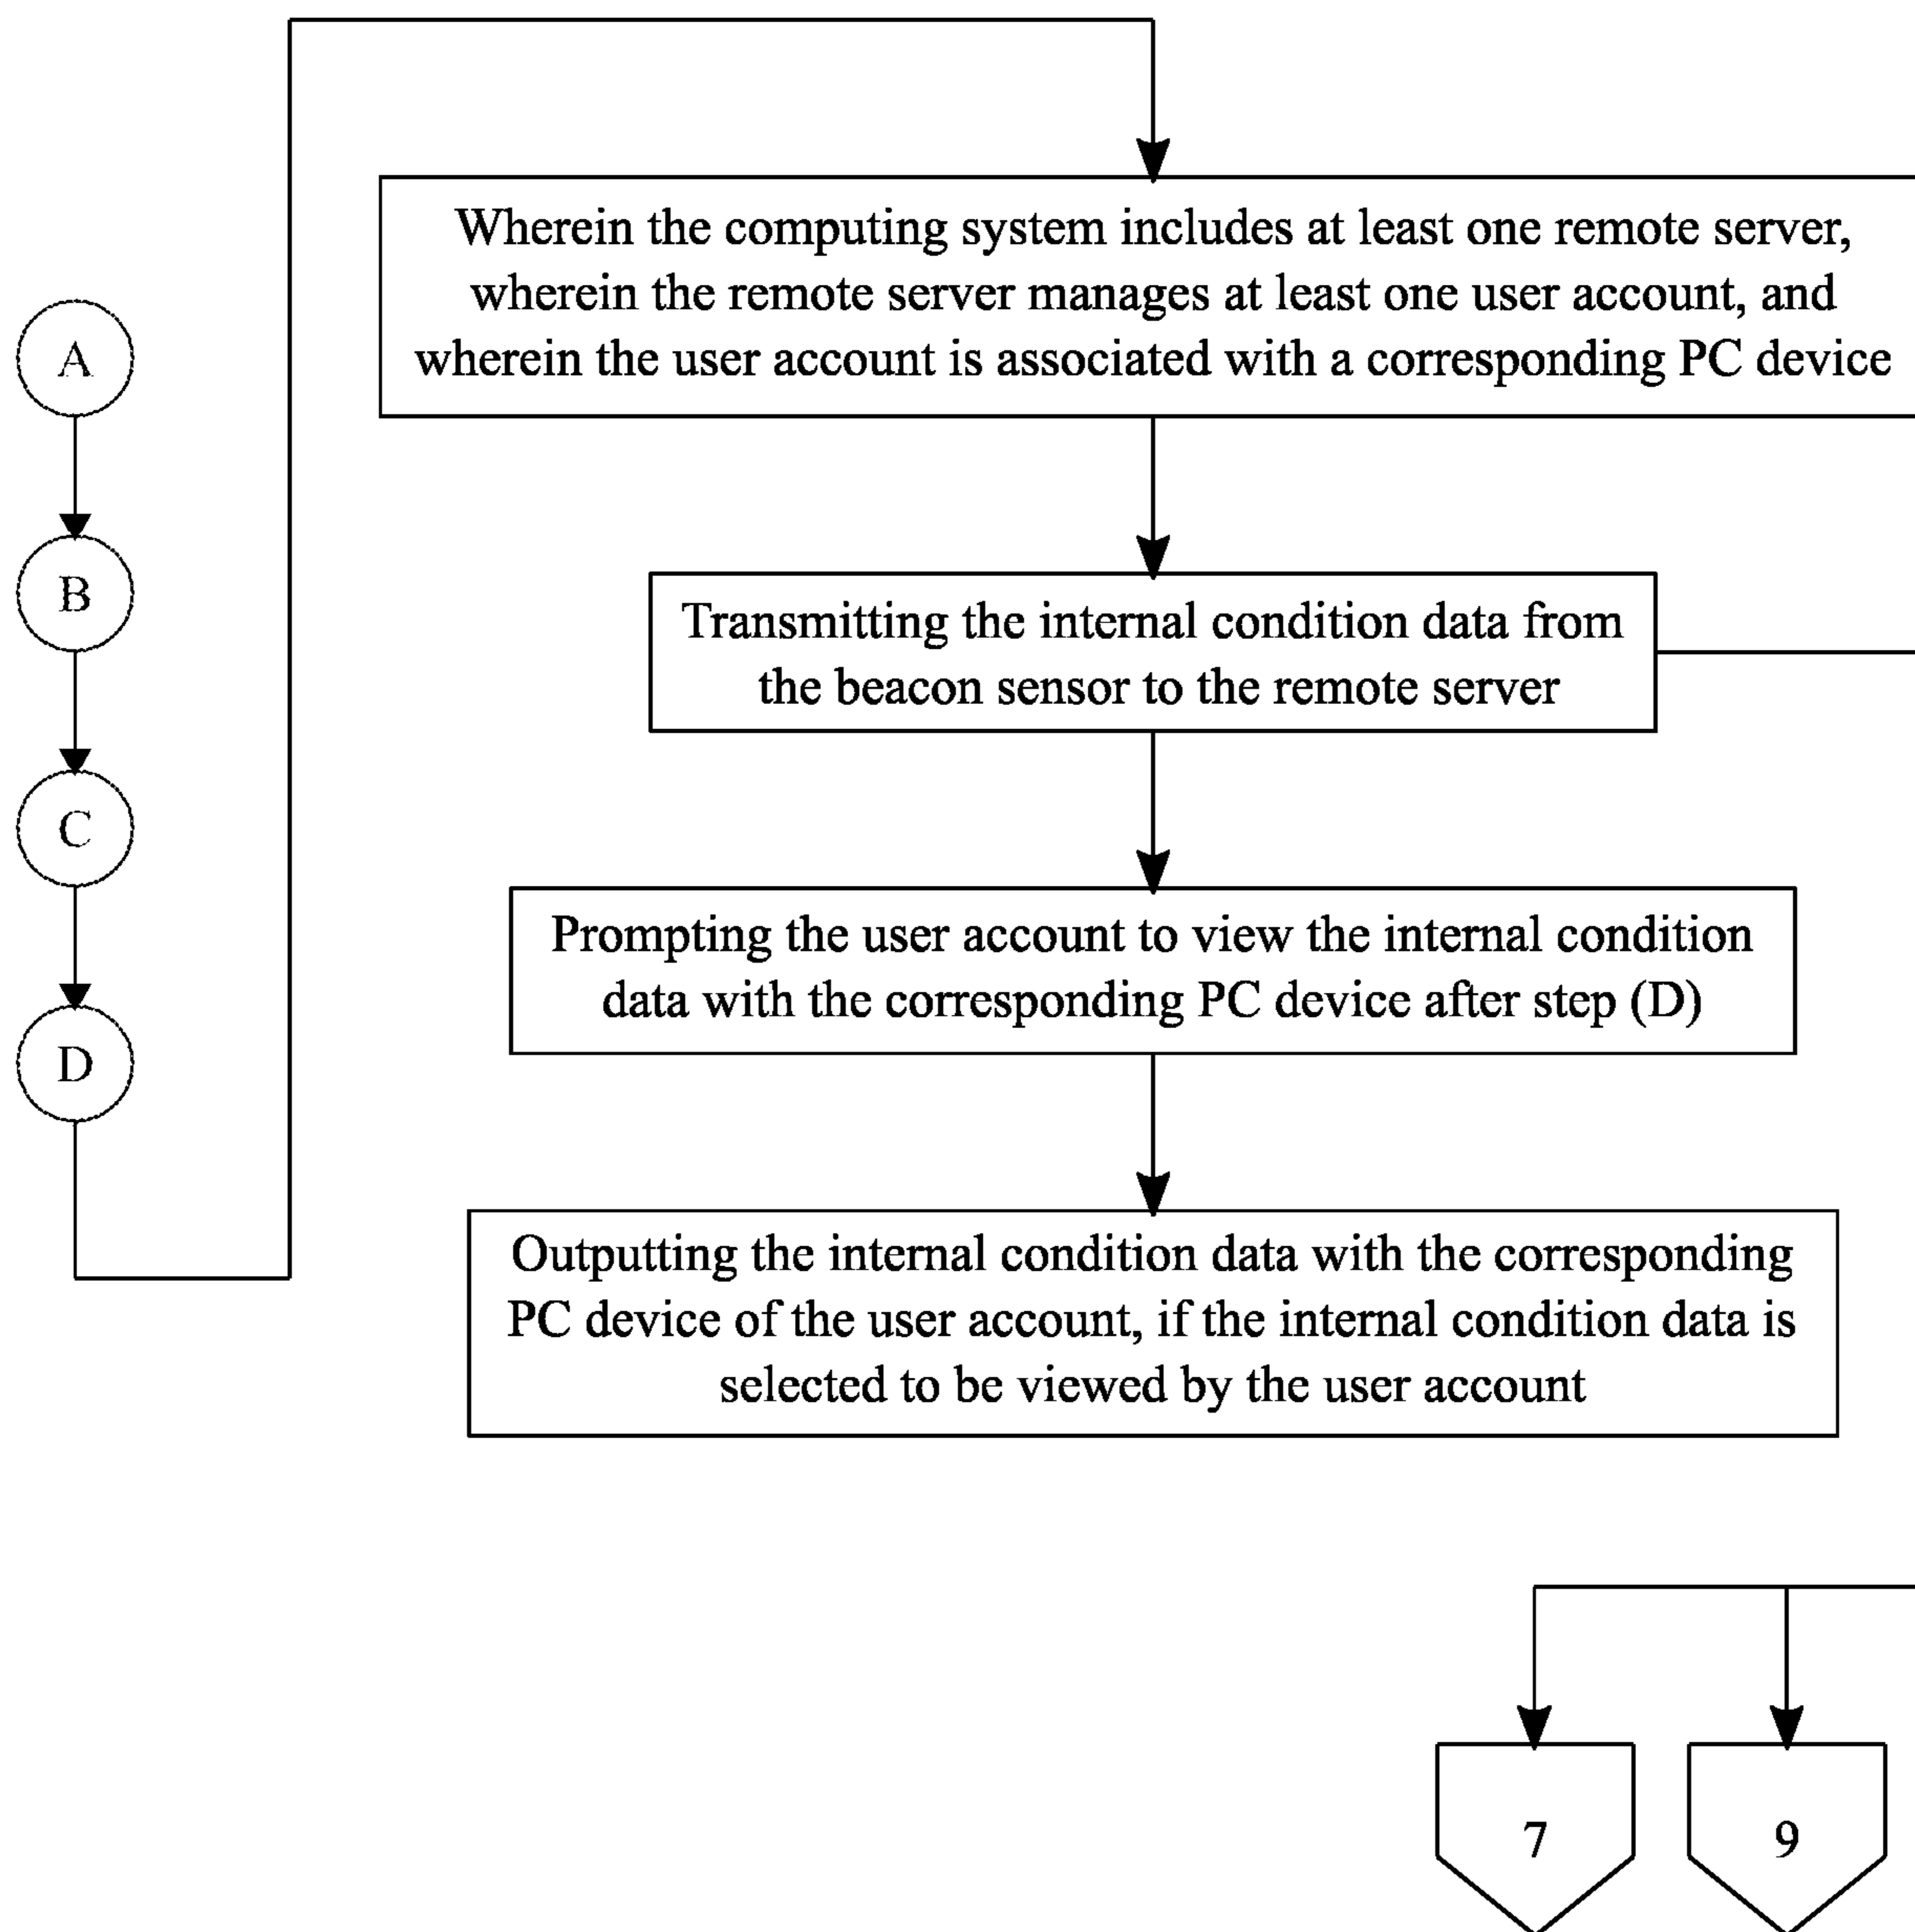 A
B
C
D
Wherein the computing system includes at least one remote server,
wherein the remote server manages at least one user account, and
wherein the user account is associated with a corresponding PC device
Transmitting the internal condition data from
the beacon sensor to the remote server
Prompting the user account to view the internal condition
data with the corresponding PC device after step (D)
Outputting the internal condition data with the corresponding
PC device of the user account, if the internal condition data is
selected to be viewed by the user account
7
9